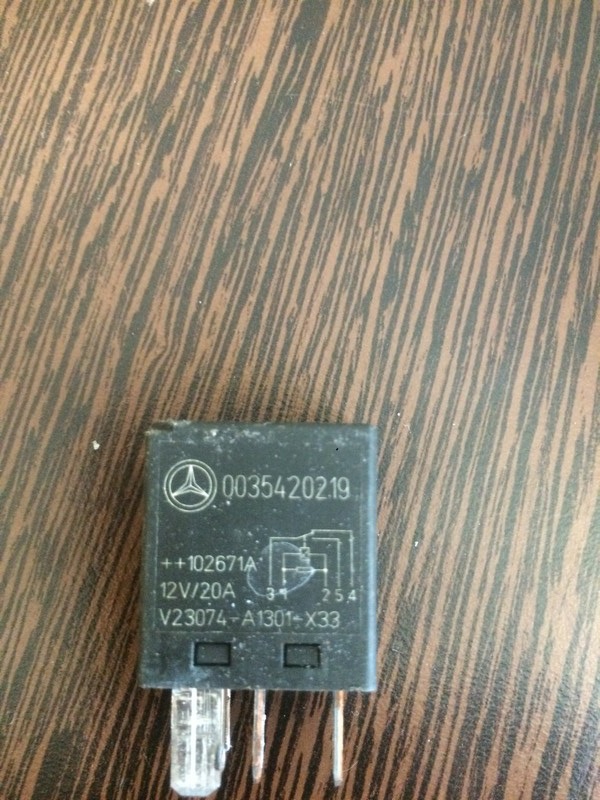 0035420219
++102671A
12V/20A
3 1 2 5 4
V23074-A1301-X33